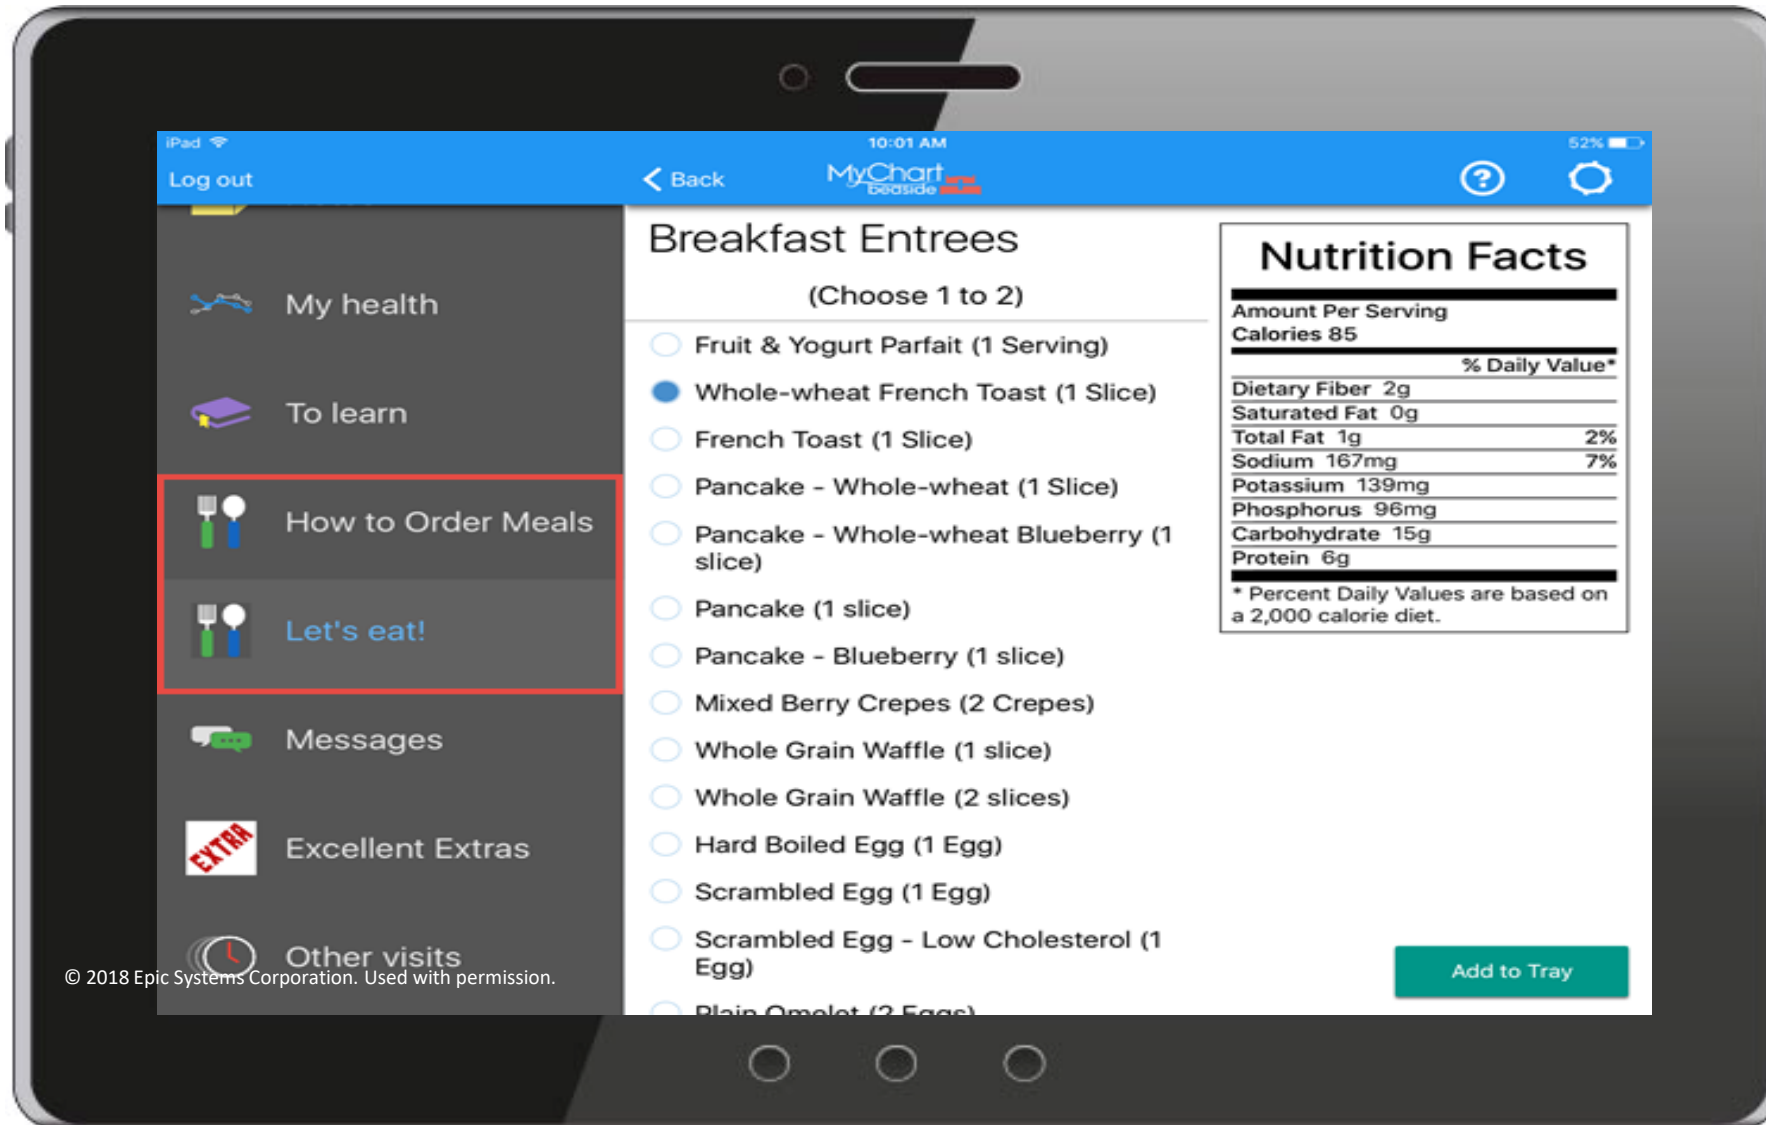 iPad
10:01 AM
52%
Log out
Back
MyChart
bedside
?
My health
To learn
How to Order Meals
Let's eat!
Messages
EXTRA
Excellent Extras
Other visits
© 2018 Epic Systems Corporation. Used with permission.
Breakfast Entrees
(Choose 1 to 2)
Fruit & Yogurt Parfait (1 Serving)
Whole-wheat French Toast (1 Slice)
French Toast (1 Slice)
Pancake - Whole-wheat (1 Slice)
Pancake - Whole-wheat Blueberry (1
slice)
Pancake (1 slice)
Pancake - Blueberry (1 slice)
Mixed Berry Crepes (2 Crepes)
Whole Grain Waffle (1 slice)
Whole Grain Waffle (2 slices)
Hard Boiled Egg (1 Egg)
Scrambled Egg (1 Egg)
Scrambled Egg - Low Cholesterol (1
Egg)
Plain Omelet (2 Eggs)
Nutrition Facts
Amount Per Serving
Calories 85
% Daily Value*
Dietary Fiber 2g
Saturated Fat 0g
Total Fat 1g 2%
Sodium 167mg 7%
Potassium 139mg
Phosphorus 96mg
Carbohydrate 15g
Protein 6g
* Percent Daily Values are based on
a 2,000 calorie diet.
Add to Tray